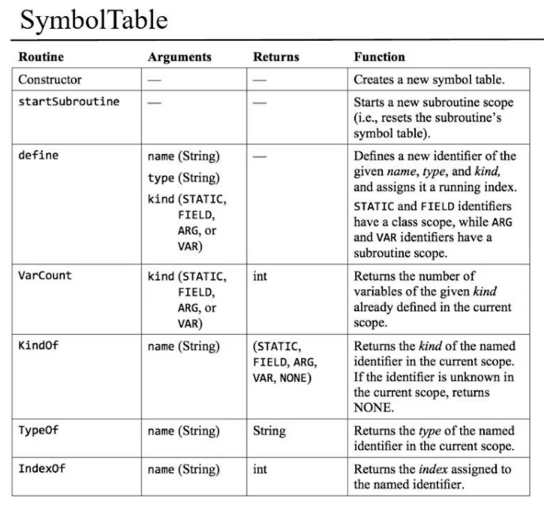 SymbolTable
Routine Arguments Returns Function
Constructor — — Creates a new symbol table.
startSubroutine — — Starts a new subroutine scope
(i.e., resets the subroutine's
symbol table).
define name (String) — Defines a new identifier of the
type (String) given name, type, and kind,
kind (STATIC, and assigns it a running index.
FIELD, STATIC and FIELD identifiers
ARG, or have a class scope, while ARG
VAR) and VAR identifiers have a
subroutine scope.
VarCount kind (STATIC, int Returns the number of
FIELD, variables of the given kind
ARG, or already defined in the current
VAR) scope.
KindOf name (String) (STATIC, Returns the kind of the named
FIELD, ARG, identifier in the current scope.
VAR, NONE) If the identifier is unknown in
the current scope, returns
NONE.
TypeOf name (String) String Returns the type of the named
identifier in the current scope.
IndexOf name (String) int Returns the index assigned to
the named identifier.